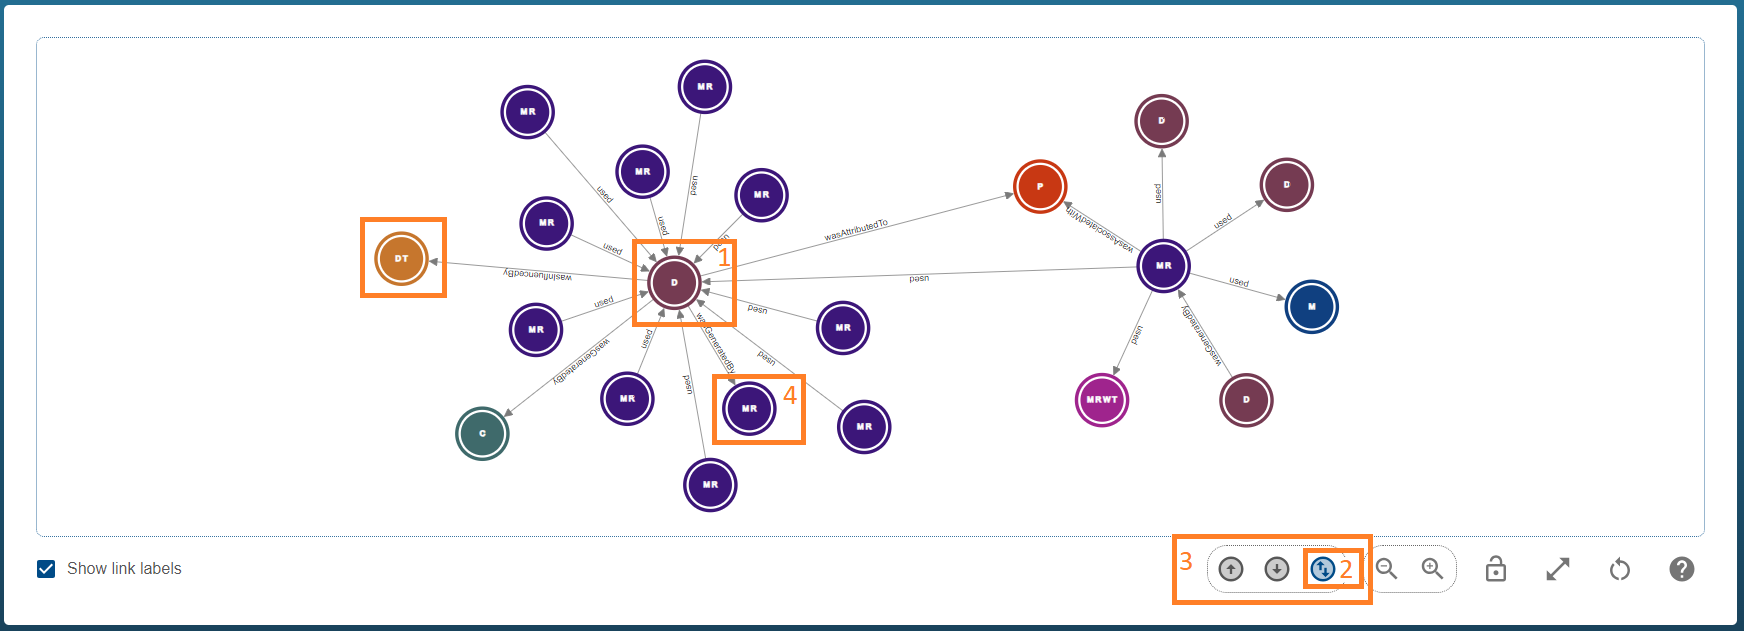 MR
MR
D
MR
MR
D
P
MR
used
used
used
used
used
used
wasAttributedTo
wasAssociatedWith
used
used
1
DT
wasInfluencedBy
D
used
MR
used
M
MR
used
used
MR
used
wasGeneratedBy
wasGeneratedBy
used
used
used
wasGeneratedBy
MR
MR
4
MRWT
D
C
MR
MR
Show link labels
3
2
?